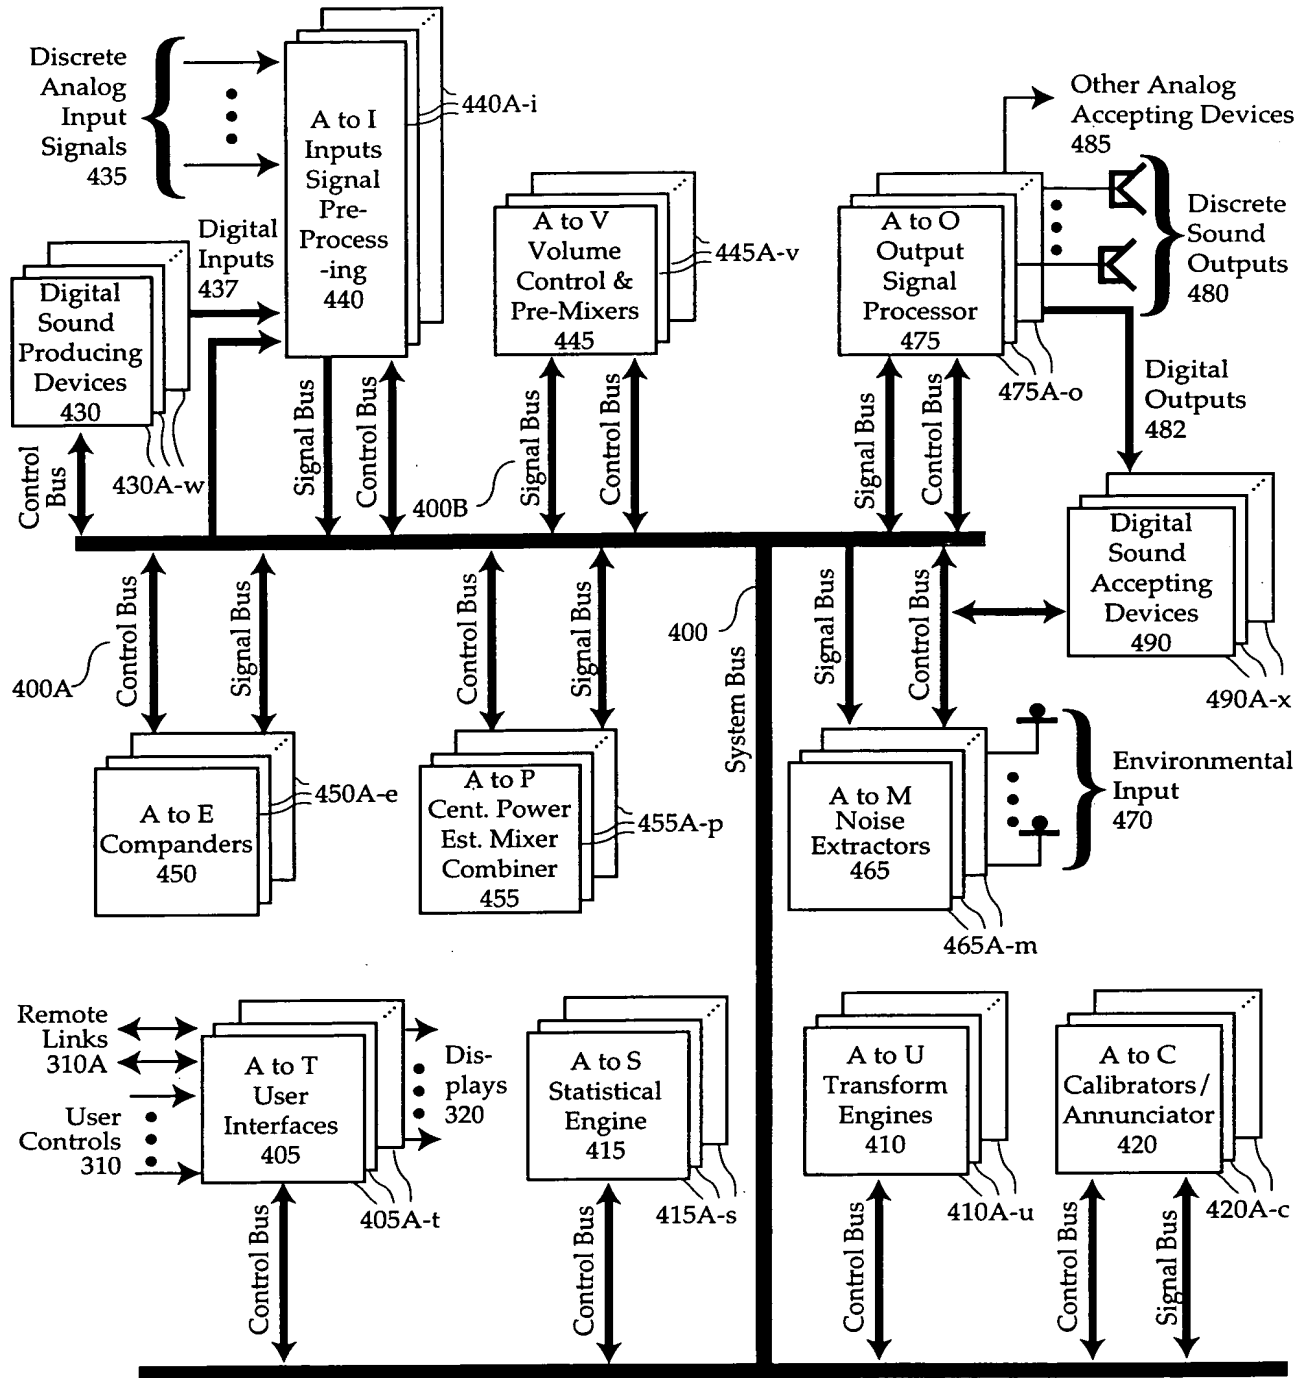 Discrete
Analog
Input
Signals
435
A to I
Inputs
Signal
Pre-
Process
-ing
440
440A-i
Digital
Inputs
437
Digital
Sound
Producing
Devices
430
430A-w
Control
Bus
Signal Bus
Control Bus
A to V
Volume
Control &
Pre-Mixers
445
445A-v
400B
Signal Bus
Control Bus
A to O
Output
Signal
Processor
475
475A-o
Signal Bus
Control Bus
Other Analog
Accepting Devices
485
Discrete
Sound
Outputs
480
Digital
Outputs
482
Digital
Sound
Accepting
Devices
490
490A-x
400A
Control Bus
Signal Bus
A to E
Companders
450
450A-e
Control Bus
Signal Bus
A to P
Cent. Power
Est. Mixer
Combiner
455
455A-p
400
System Bus
Signal Bus
Control Bus
A to M
Noise
Extractors
465
465A-m
Environmental
Input
470
Remote
Links
310A
User
Controls
310
A to T
User
Interfaces
405
405A-t
Dis-
plays
320
Control Bus
A to S
Statistical
Engine
415
415A-s
Control Bus
A to U
Transform
Engines
410
410A-u
Control Bus
A to C
Calibrators/
Annunciator
420
420A-c
Control Bus
Signal Bus